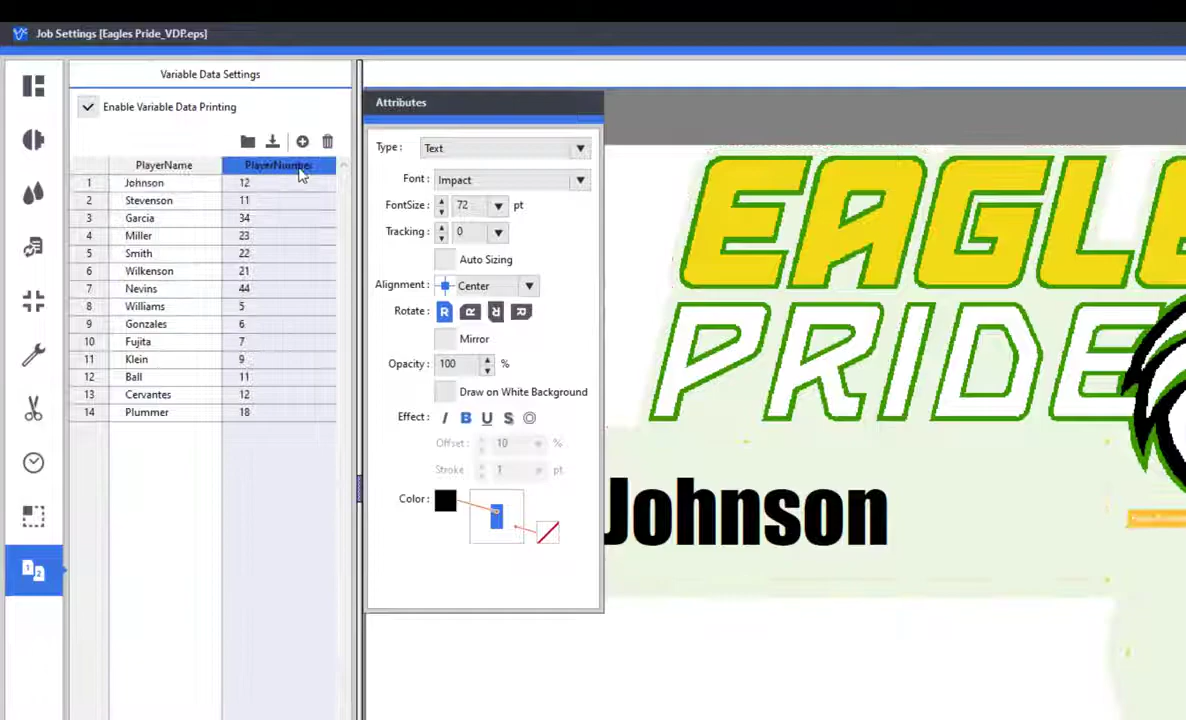 Job Settings [Eagles Pride_VDP.eps]
Variable Data Settings
Enable Variable Data Printing
PlayerName PlayerNumber
1 Johnson 12
2 Stevenson 11
3 Garcia 34
4 Miller 23
5 Smith 22
6 Wilkenson 21
7 Nevins 44
8 Williams 5
9 Gonzales 6
10 Fujita 7
11 Klein 9
12 Ball 11
13 Cervantes 12
14 Plummer 18
Attributes
Type : Text
Font : Impact
FontSize : 72 pt
Tracking : 0
Auto Sizing
Alignment : Center
Rotate : R R R R
Mirror
Opacity : 100 %
Draw on White Background
Effect : I B U S O
Offset : 10 %
Stroke : 1 pt
Color :
EAGLE
PRIDE
Johnson
1 2